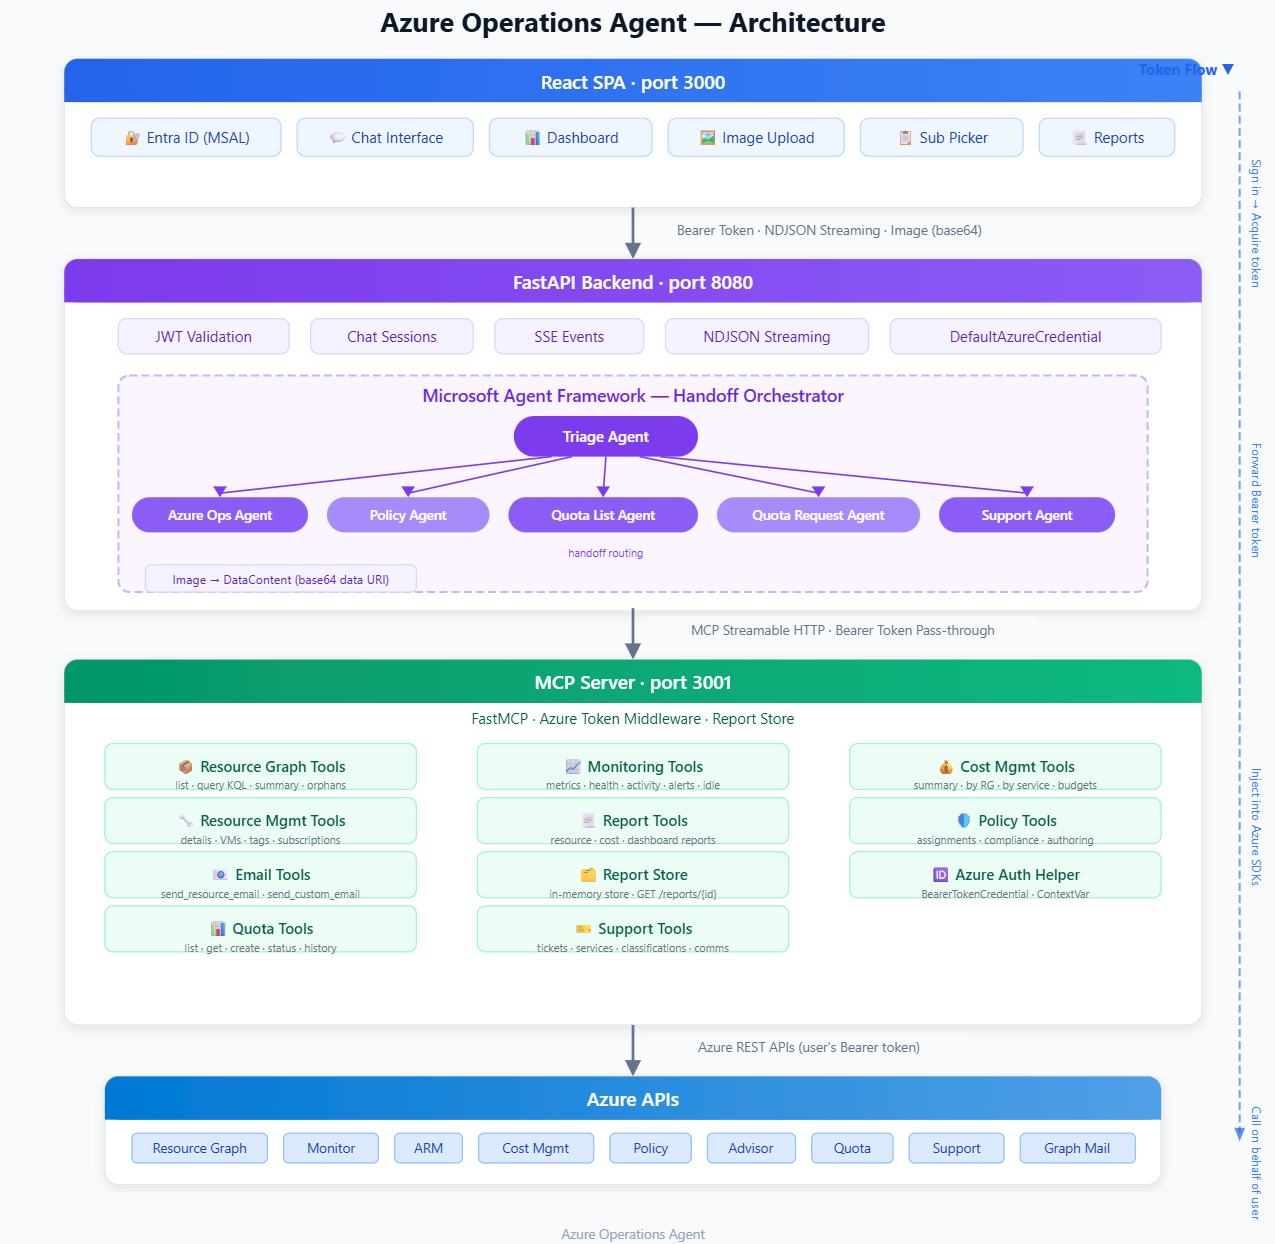 Azure Operations Agent — Architecture
React SPA · port 3000
Token Flow ▼
Entra ID (MSAL)
Chat Interface
Dashboard
Image Upload
Sub Picker
Reports
Sign in → Acquire token
Bearer Token · NDJSON Streaming · Image (base64)
FastAPI Backend · port 8080
JWT Validation
Chat Sessions
SSE Events
NDJSON Streaming
DefaultAzureCredential
Microsoft Agent Framework — Handoff Orchestrator
Triage Agent
Azure Ops Agent
Policy Agent
Quota List Agent
Quota Request Agent
Support Agent
handoff routing
Image → DataContent (base64 data URI)
Forward Bearer token
MCP Streamable HTTP · Bearer Token Pass-through
MCP Server · port 3001
FastMCP · Azure Token Middleware · Report Store
Resource Graph Tools
list · query KQL · summary · orphans
Monitoring Tools
metrics · health · activity · alerts · idle
Cost Mgmt Tools
summary · by RG · by service · budgets
Resource Mgmt Tools
details · VMs · tags · subscriptions
Report Tools
resource · cost · dashboard reports
Policy Tools
assignments · compliance · authoring
Email Tools
send_resource_email · send_custom_email
Report Store
in-memory store · GET /reports/{id}
🆔 Azure Auth Helper
BearerTokenCredential · ContextVar
Quota Tools
list · get · create · status · history
Support Tools
tickets · services · classifications · comms
Inject into Azure SDKs
Azure REST APIs (user's Bearer token)
Azure APIs
Resource Graph
Monitor
ARM
Cost Mgmt
Policy
Advisor
Quota
Support
Graph Mail
Call on behalf of user
Azure Operations Agent